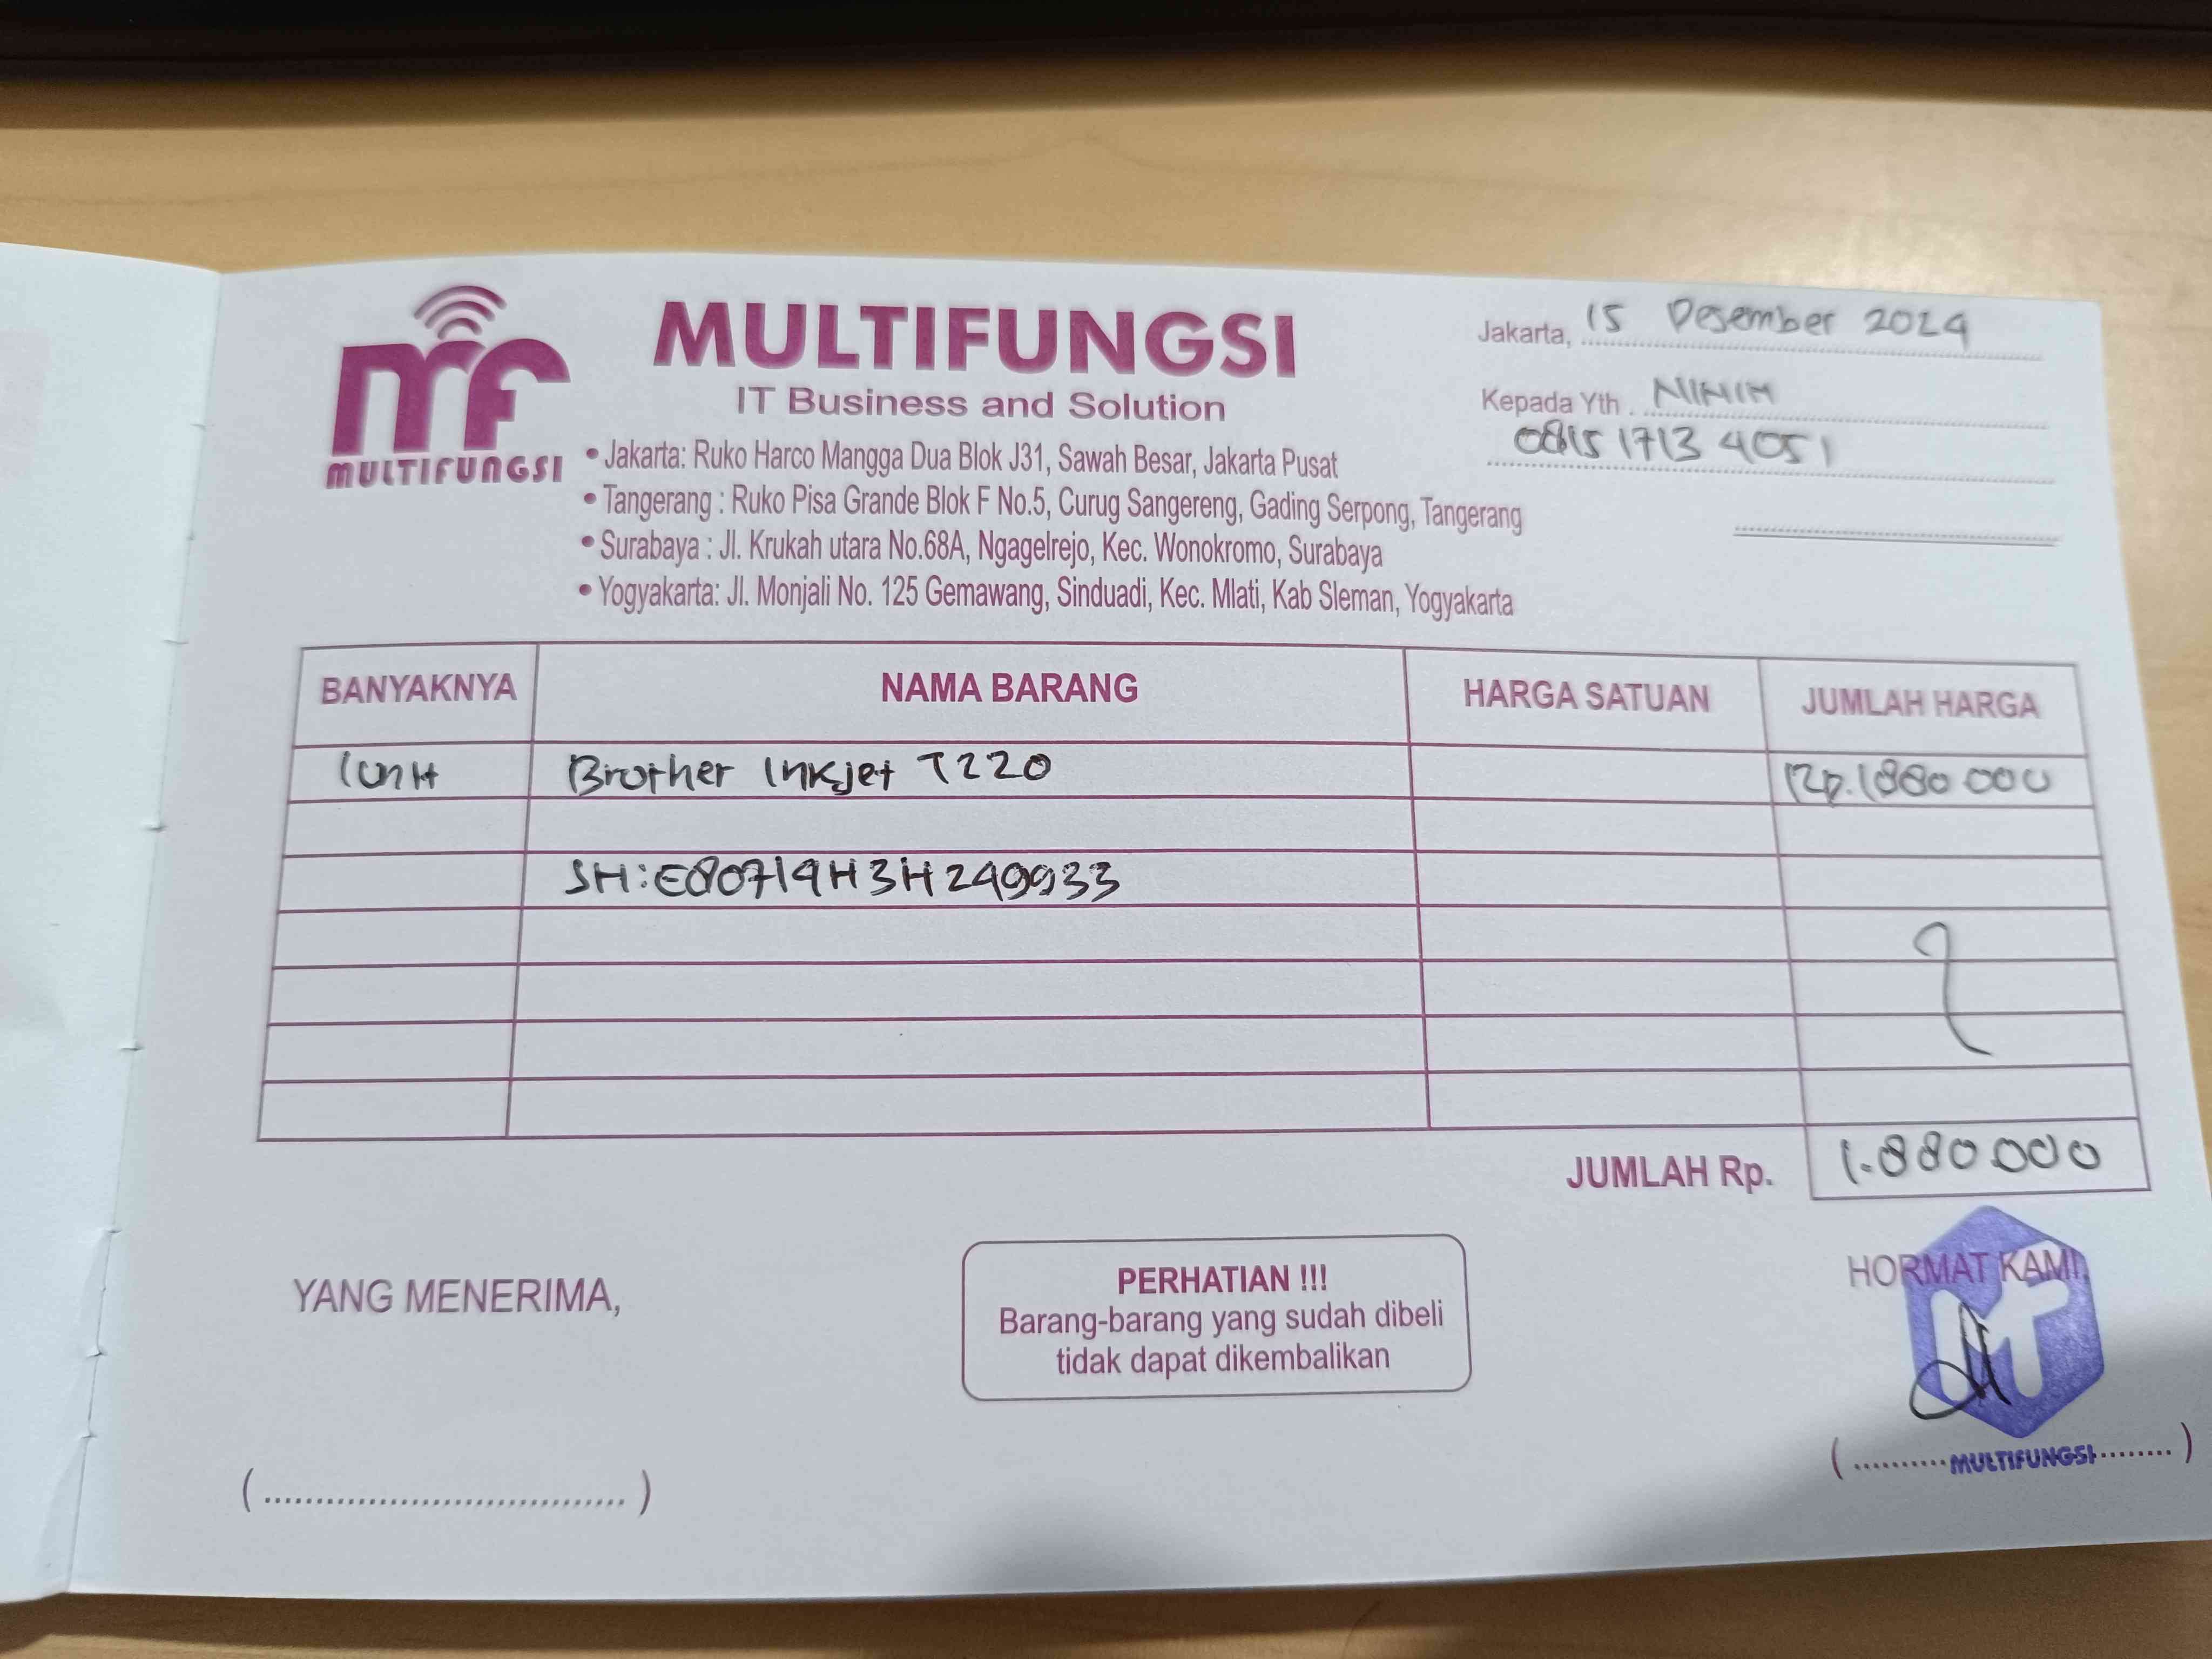 MULTIFUNGSI
MULTIFUNGSI
IT Business and Solution
• Jakarta: Ruko Harco Mangga Dua Blok J31, Sawah Besar, Jakarta Pusat
• Tangerang : Ruko Pisa Grande Blok F No.5, Curug Sangereng, Gading Serpong, Tangerang
• Surabaya : Jl. Krukah utara No.68A, Ngagelrejo, Kec. Wonokromo, Surabaya
• Yogyakarta: Jl. Monjali No. 125 Gemawang, Sinduadi, Kec. Mlati, Kab Sleman, Yogyakarta
Jakarta, 15 Desember 2024
Kepada Yth.
0815 1713 4051
BANYAKNYA NAMA BARANG HARGA SATUAN JUMLAH HARGA
1 Unit Brother Inkjet T220 Rp. 1880 000
SN: E80714H3H249933
JUMLAH Rp. 1.880.000
YANG MENERIMA,
PERHATIAN !!!
Barang-barang yang sudah dibeli
tidak dapat dikembalikan
HORMAT KAMI,
MULTIFUNGSI